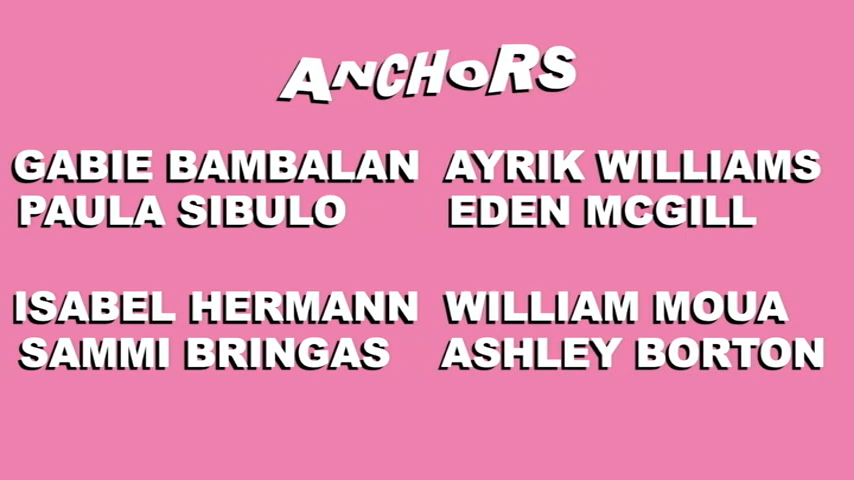 ANCHORS
GABIE BAMBALAN AYRIK WILLIAMS
PAULA SIBULO EDEN MCGILL
ISABEL HERMANN WILLIAM MOUA
SAMMI BRINGAS ASHLEY BORTON